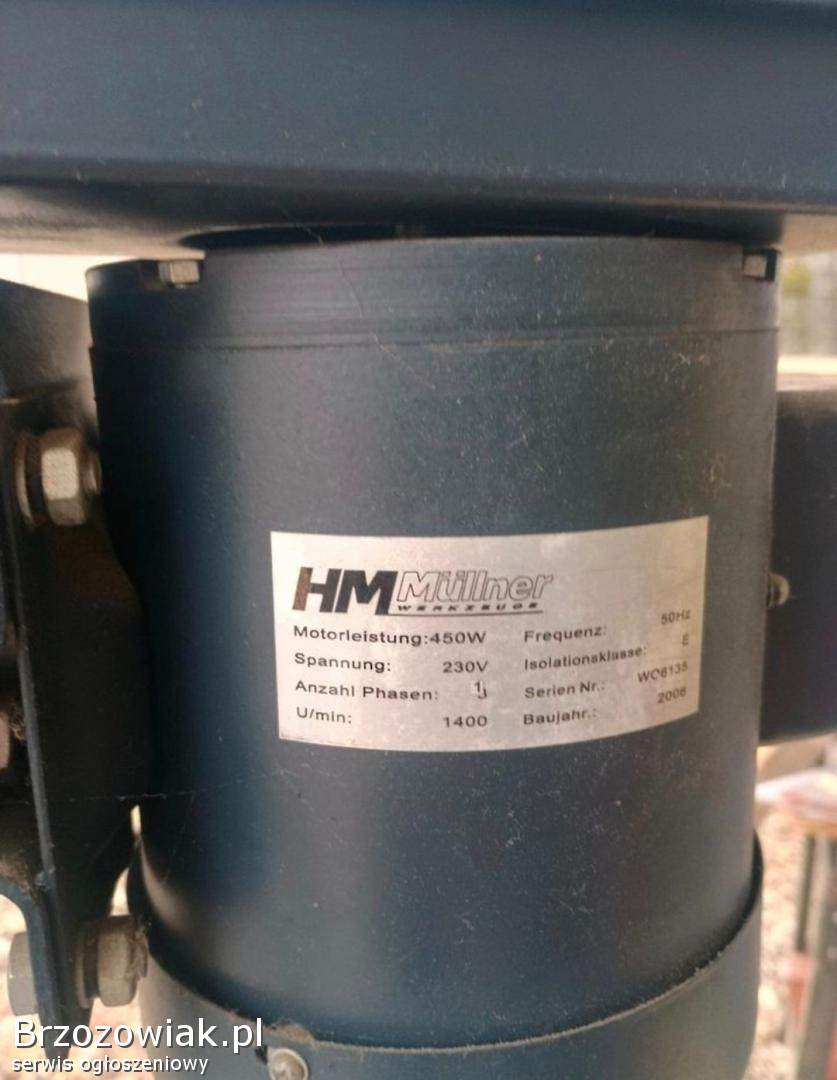 HM Müllner
WERKZEUGE
Motorleistung:450W Frequenz: 50Hz
Spannung: 230V Isolationsklasse: E
Anzahl Phasen: 1 Serien Nr.: WO6135
U/min: 1400 Baujahr.: 2006
Brzozowiak.pl
serwis ogłoszeniowy